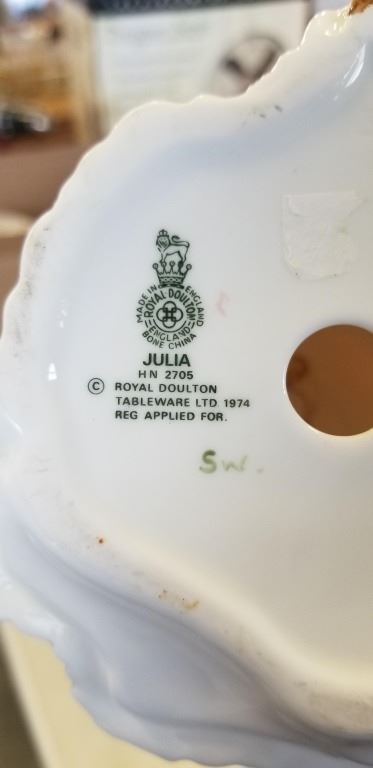 MADE IN ENGLAND
ROYAL DOULTON
ENGLAND
BONE CHINA
JULIA
HN 2705
© ROYAL DOULTON
TABLEWARE LTD. 1974
REG APPLIED FOR.
SW.